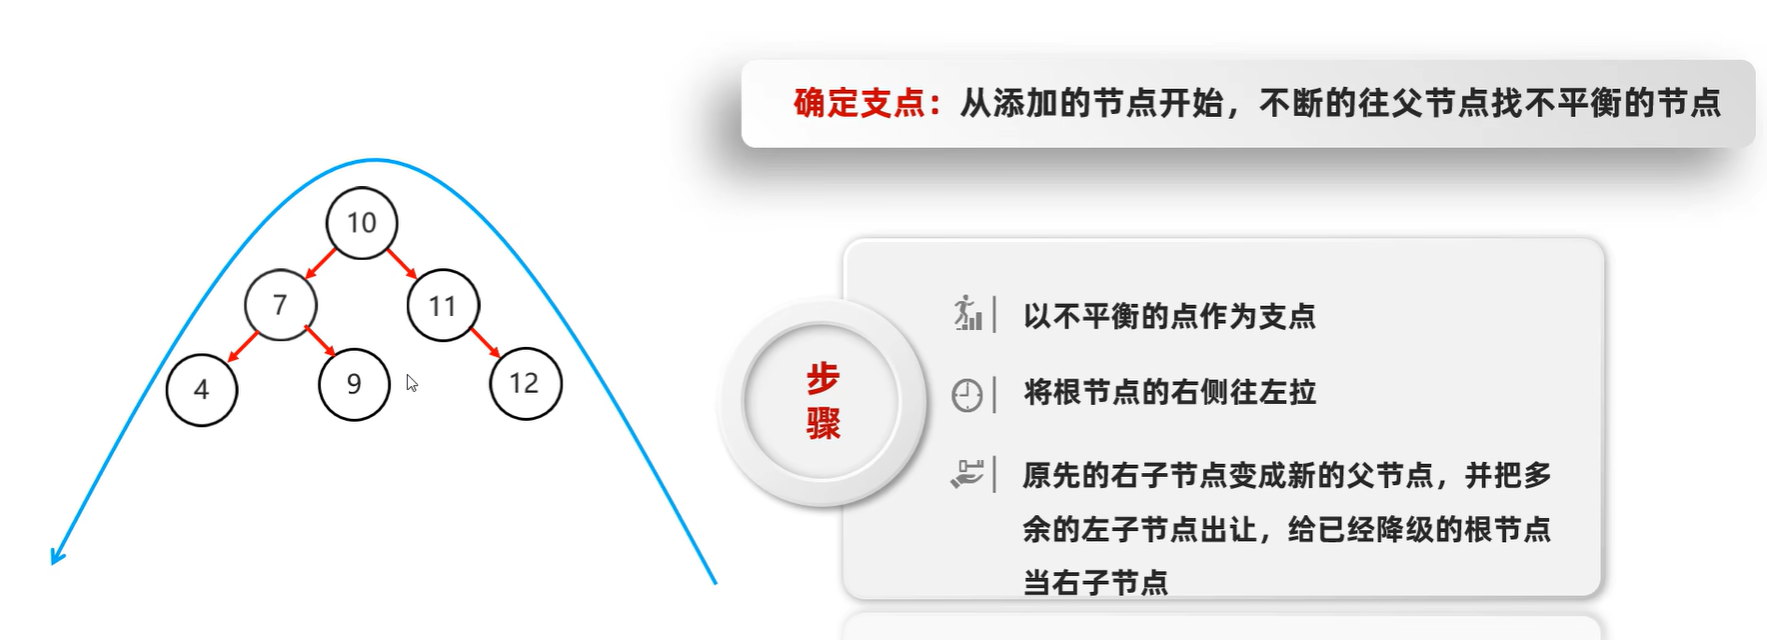 确定支点：从添加的节点开始，不断的往父节点找不平衡的节点
10
7
11
4
9
12
步
骤
以不平衡的点作为支点
将根节点的右侧往左拉
原先的右子节点变成新的父节点，并把多
余的左子节点出让，给已经降级的根节点
当右子节点